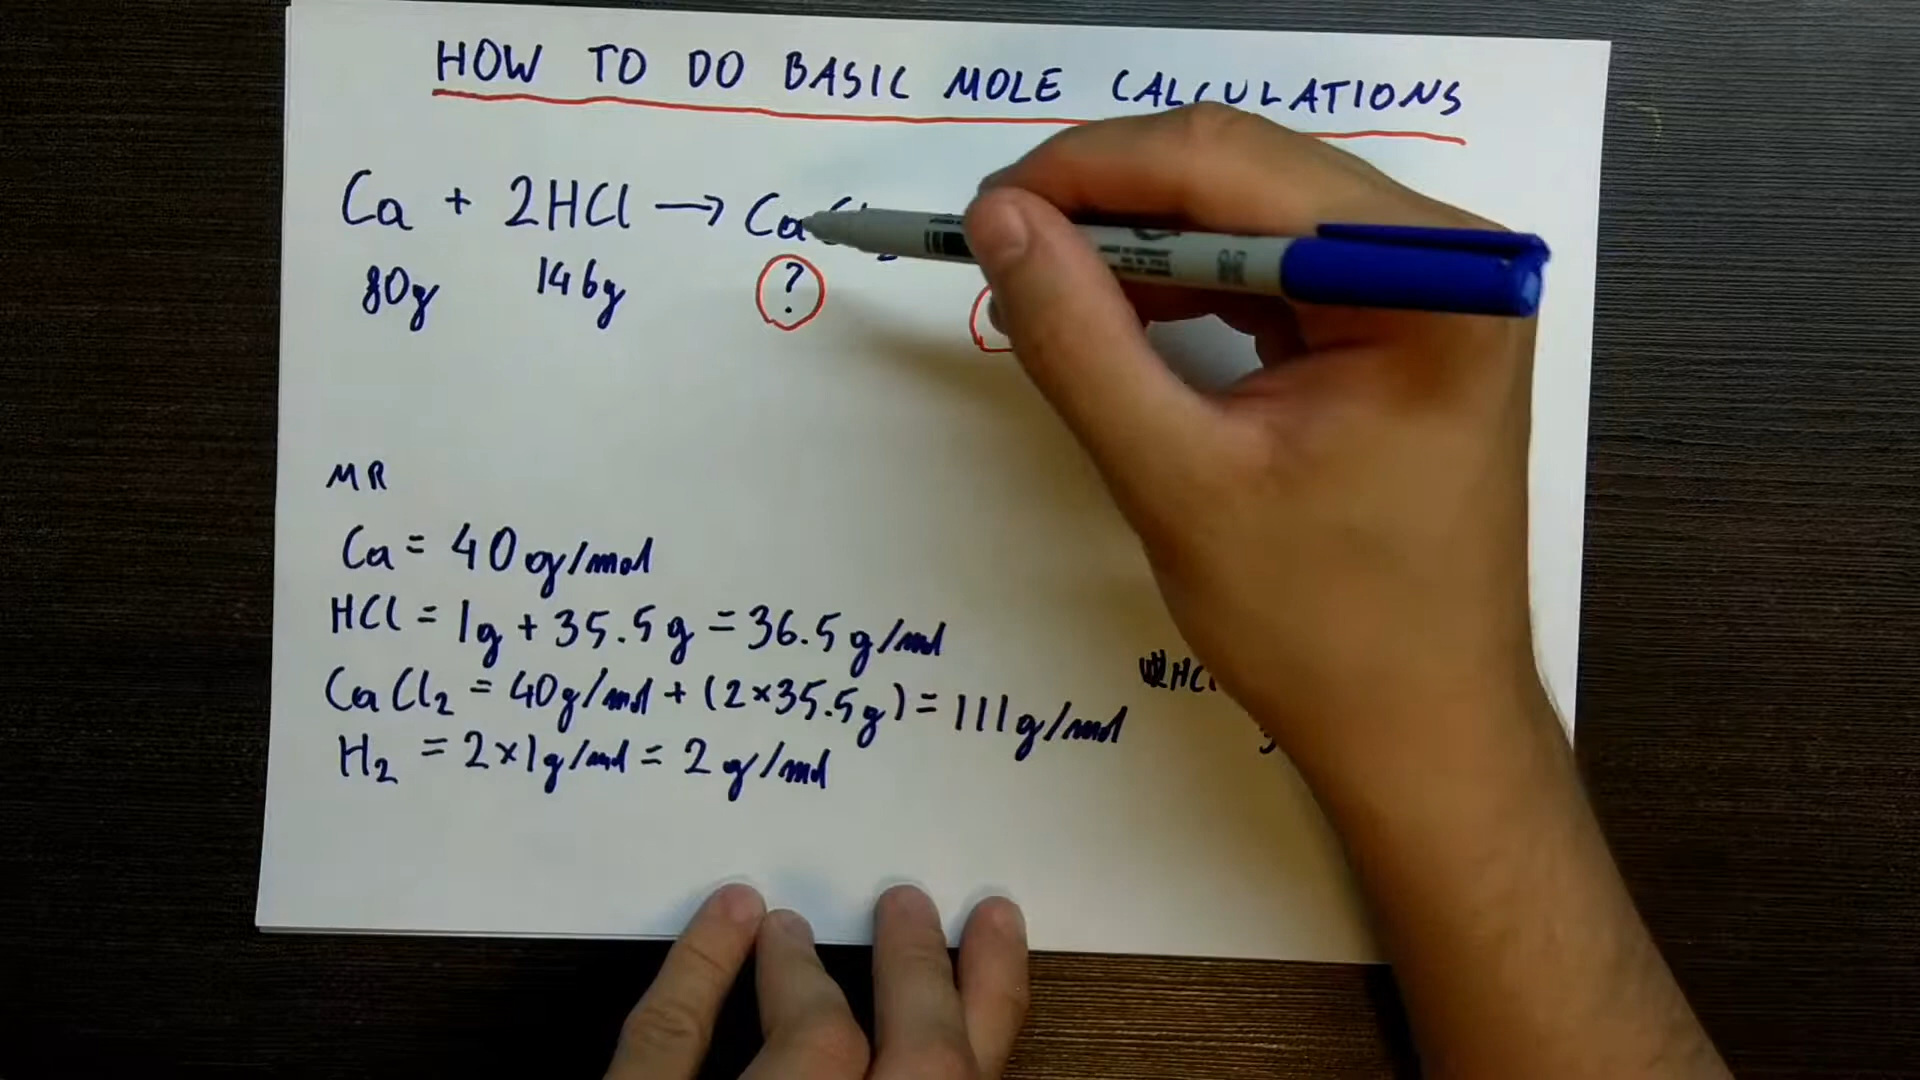 HOW TO DO BASIC MOLE CALCULATIONS
Ca + 2HCl → Ca
80g 146g ?
MR
Ca = 40g/mol
HCl = 1g + 35.5g = 36.5g/mol
CaCl₂ = 40g/mol + (2×35.5g) = 111g/mol
H₂ = 2×1g/mol = 2g/mol